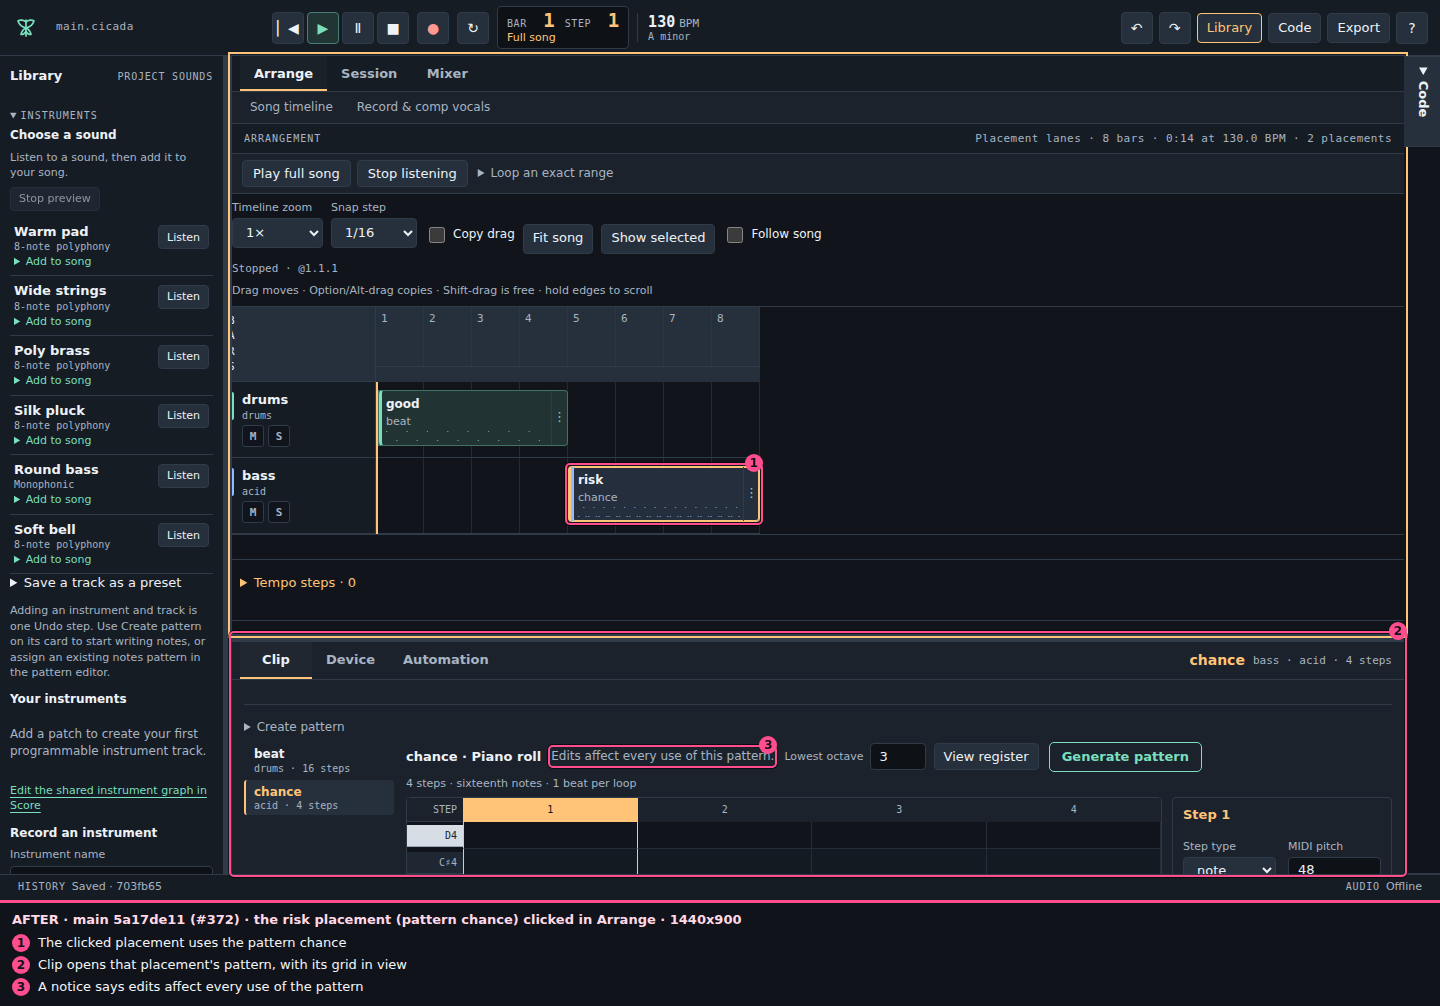 main.cicada
BAR 1 STEP 1
Full song
130 BPM
A minor
Library
Code
Export
?
Library
PROJECT SOUNDS
INSTRUMENTS
Choose a sound
Listen to a sound, then add it to
your song.
Stop preview
Warm pad
8-note polyphony
Add to song
Listen
Wide strings
8-note polyphony
Add to song
Listen
Poly brass
8-note polyphony
Add to song
Listen
Silk pluck
8-note polyphony
Add to song
Listen
Round bass
Monophonic
Add to song
Listen
Soft bell
8-note polyphony
Add to song
Listen
Save a track as a preset
Adding an instrument and track is
one Undo step. Use Create pattern
on its card to start writing notes, or
assign an existing notes pattern in
the pattern editor.
Your instruments
Add a patch to create your first
programmable instrument track.
Edit the shared instrument graph in
Score
Record an instrument
Instrument name
Arrange
Session
Mixer
Song timeline
Record & comp vocals
ARRANGEMENT
Placement lanes · 8 bars · 0:14 at 130.0 BPM · 2 placements
Play full song
Stop listening
Loop an exact range
Timeline zoom
Snap step
1×
1/16
Copy drag
Fit song
Show selected
Follow song
Stopped · @1.1.1
Drag moves · Option/Alt-drag copies · Shift-drag is free · hold edges to scroll
1 2 3 4 5 6 7 8
drums
drums
M S
good
beat
bass
acid
M S
risk
chance
1
Tempo steps · 0
2
Clip
Device
Automation
chance bass · acid · 4 steps
Create pattern
beat
drums · 16 steps
chance
acid · 4 steps
chance · Piano roll
Edits affect every use of this pattern.
3
Lowest octave
3
View register
Generate pattern
4 steps · sixteenth notes · 1 beat per loop
STEP 1 2 3 4
D4
C♯4
Step 1
Step type
MIDI pitch
note
48
Code
HISTORY Saved · 703fb65
AUDIO Offline
AFTER · main 5a17de11 (#372) · the risk placement (pattern chance) clicked in Arrange · 1440x900
1 The clicked placement uses the pattern chance
2 Clip opens that placement's pattern, with its grid in view
3 A notice says edits affect every use of the pattern